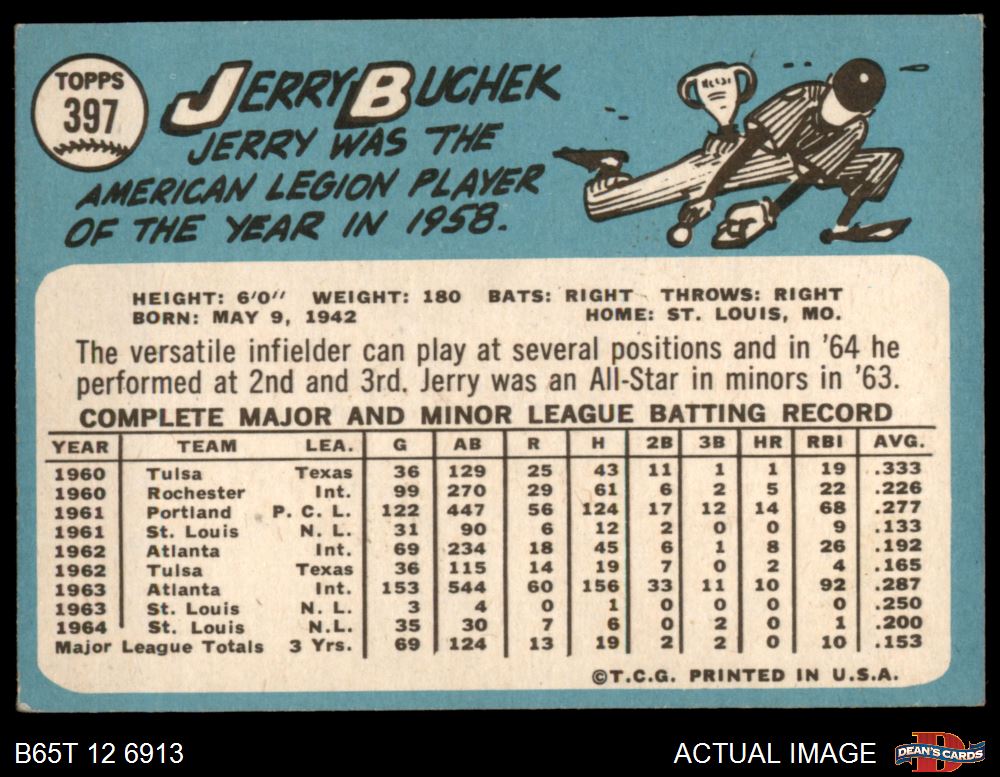 TOPPS
397
JERRY BUCHEK
JERRY WAS THE
AMERICAN LEGION PLAYER
OF THE YEAR IN 1958.
HEIGHT: 6'0" WEIGHT: 180 BATS: RIGHT THROWS: RIGHT
BORN: MAY 9, 1942 HOME: ST. LOUIS, MO.
The versatile infielder can play at several positions and in '64 he
performed at 2nd and 3rd. Jerry was an All-Star in minors in '63.
COMPLETE MAJOR AND MINOR LEAGUE BATTING RECORD
YEAR TEAM LEA. G AB R H 2B 3B HR RBI AVG.
1960 Tulsa Texas 36 129 25 43 11 1 1 19 .333
1960 Rochester Int. 99 270 29 61 6 2 5 22 .226
1961 Portland P. C. L. 122 447 56 124 17 12 14 68 .277
1961 St. Louis N. L. 31 90 6 12 2 0 0 9 .133
1962 Atlanta Int. 69 234 18 45 6 1 8 26 .192
1962 Tulsa Texas 36 115 14 19 7 0 2 4 .165
1963 Atlanta Int. 153 544 60 156 33 11 10 92 .287
1963 St. Louis N. L. 3 4 0 1 0 0 0 0 .250
1964 St. Louis N.L. 35 30 7 6 0 2 0 1 .200
Major League Totals 3 Yrs. 69 124 13 19 2 2 0 10 .153
©T.C.G. PRINTED IN U.S.A.
B65T 12 6913 ACTUAL IMAGE
DEAN'S CARDS